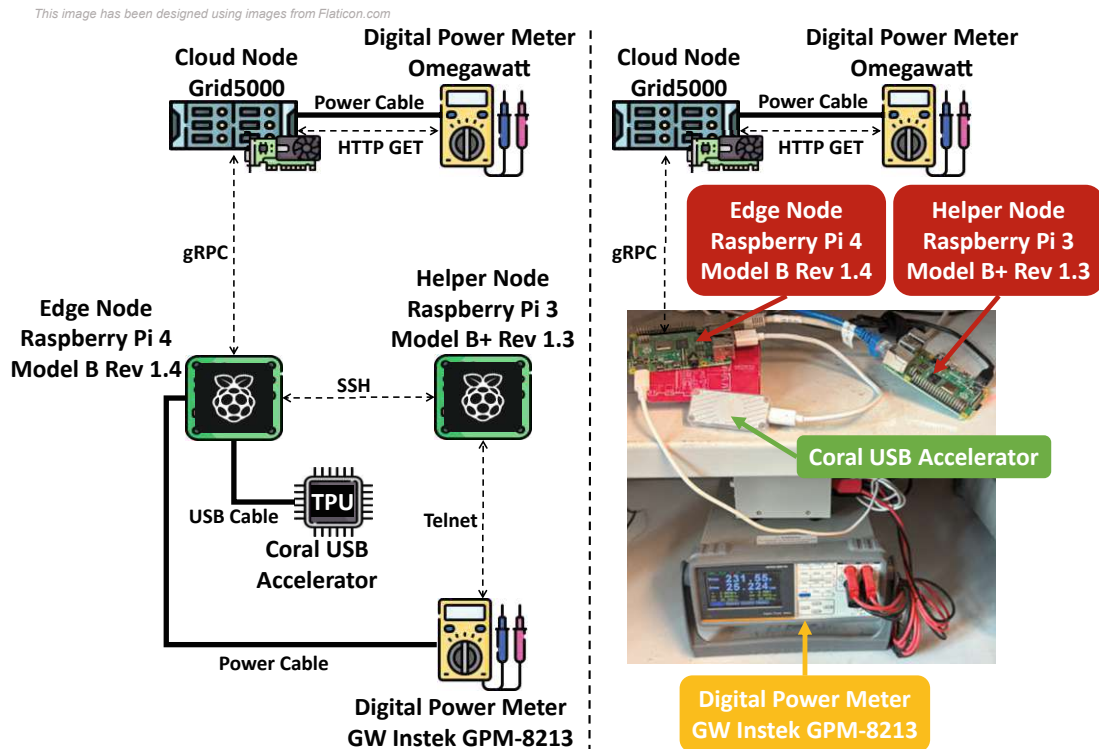 This image has been designed using images from Flaticon.com
Digital Power Meter
Omegawatt
Cloud Node
Grid5000
Power Cable
HTTP GET
gRPC
Edge Node
Raspberry Pi 4
Model B Rev 1.4
Helper Node
Raspberry Pi 3
Model B+ Rev 1.3
SSH
TPU
USB Cable
Coral USB
Accelerator
Telnet
Power Cable
Digital Power Meter
GW Instek GPM-8213
Digital Power Meter
Omegawatt
Cloud Node
Grid5000
Power Cable
HTTP GET
gRPC
Edge Node
Raspberry Pi 4
Model B Rev 1.4
Helper Node
Raspberry Pi 3
Model B+ Rev 1.3
Coral USB Accelerator
231.55
25.224
Digital Power Meter
GW Instek GPM-8213